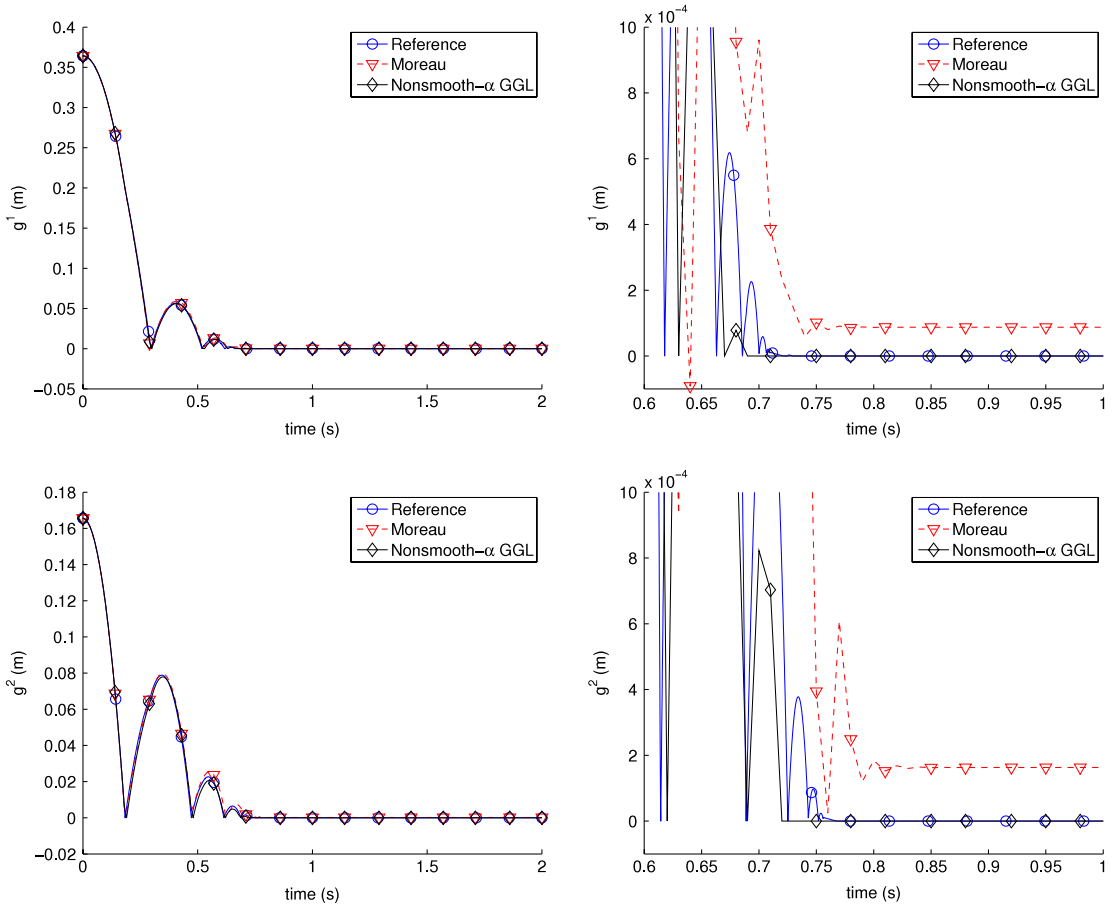 0.4
0.35
0.3
0.25
0.2
0.15
0.1
0.05
0
−0.05
g¹ (m)
0
0.5
1
1.5
2
time (s)
Reference
Moreau
Nonsmooth−α GGL
x 10⁻⁴
10
8
6
4
2
0
g¹ (m)
0.6
0.65
0.7
0.75
0.8
0.85
0.9
0.95
1
time (s)
Reference
Moreau
Nonsmooth−α GGL
0.18
0.16
0.14
0.12
0.1
0.08
0.06
0.04
0.02
0
−0.02
g² (m)
0
0.5
1
1.5
2
time (s)
Reference
Moreau
Nonsmooth−α GGL
x 10⁻⁴
10
8
6
4
2
0
g² (m)
0.6
0.65
0.7
0.75
0.8
0.85
0.9
0.95
1
time (s)
Reference
Moreau
Nonsmooth−α GGL